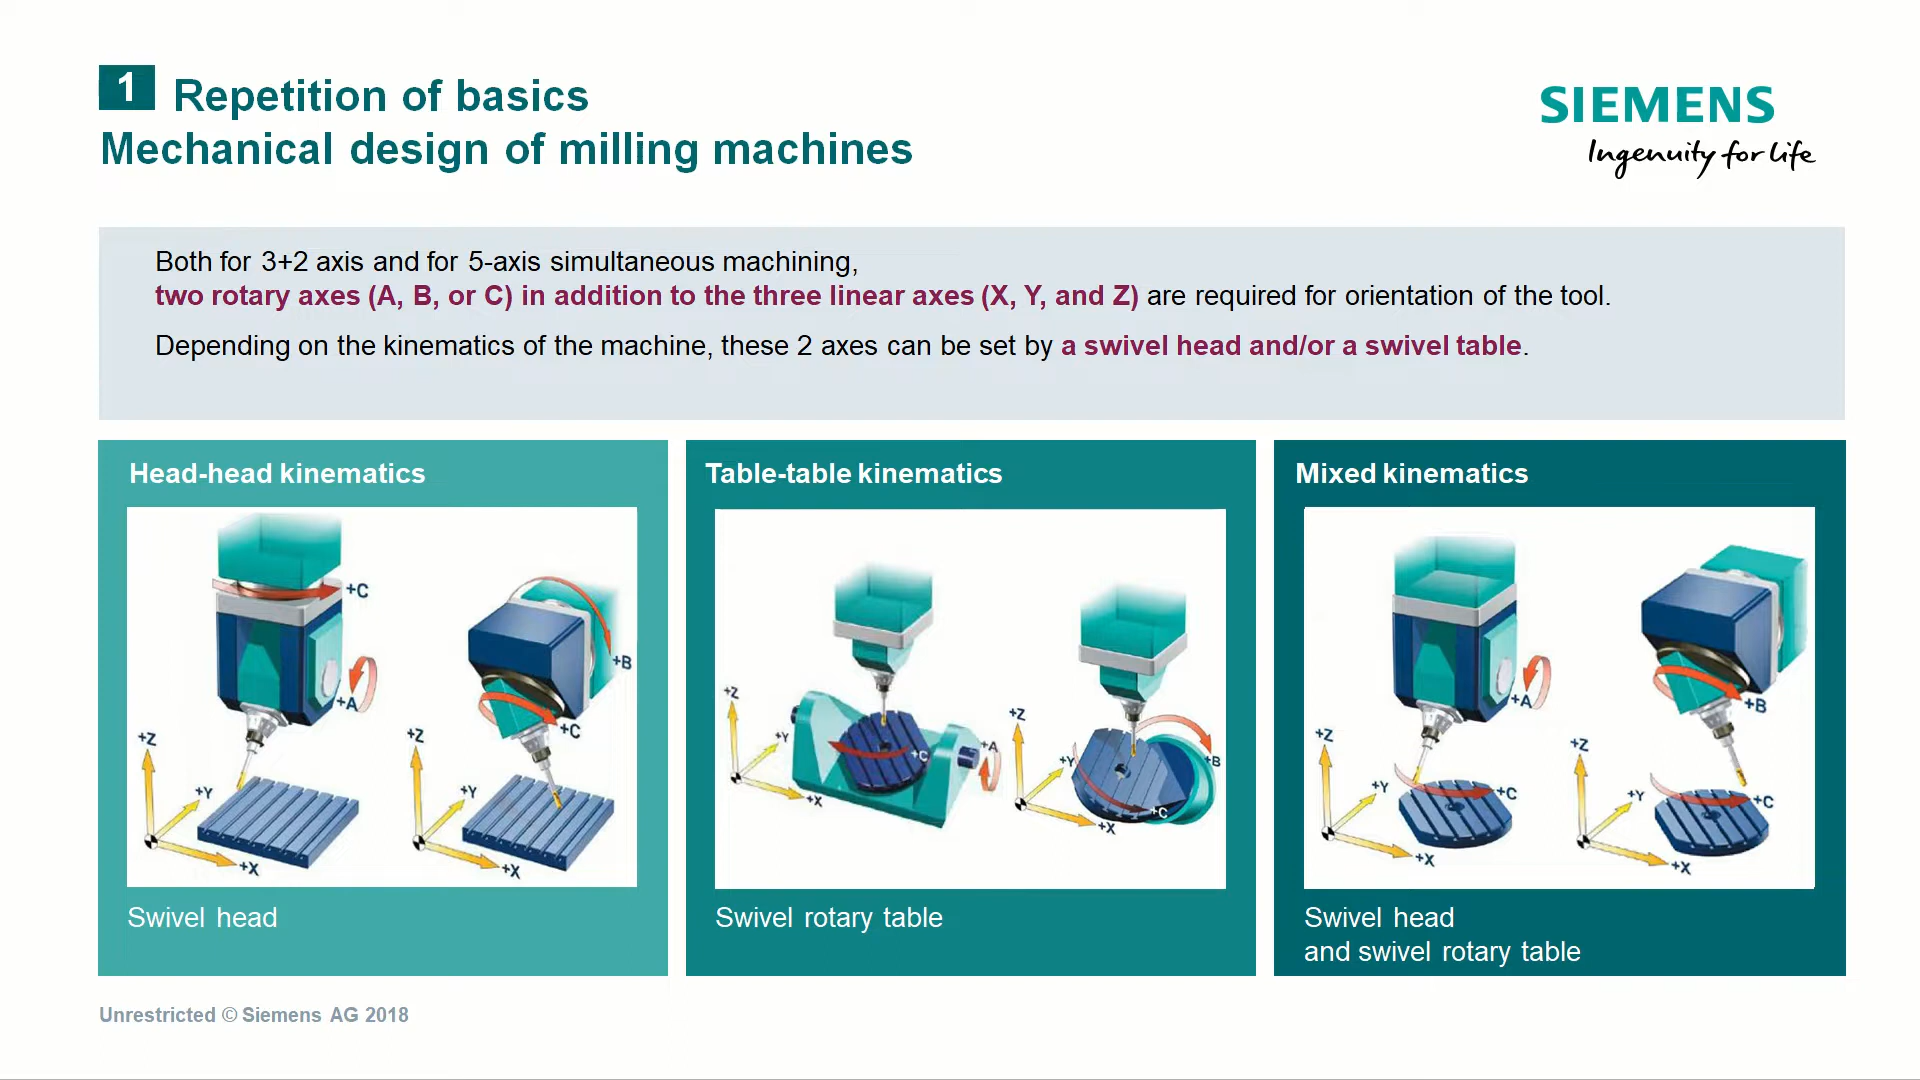 1 Repetition of basics
Mechanical design of milling machines
SIEMENS
Ingenuity for life
Both for 3+2 axis and for 5-axis simultaneous machining,
two rotary axes (A, B, or C) in addition to the three linear axes (X, Y, and Z) are required for orientation of the tool.
Depending on the kinematics of the machine, these 2 axes can be set by a swivel head and/or a swivel table.
Head-head kinematics
+C
+A
+Z
+Y
+X
+B
+C
+Z
+Y
+X
Swivel head
Table-table kinematics
+Z
+Y
+X
+C
+A
+Z
+Y
+X
+B
+C
Swivel rotary table
Mixed kinematics
+A
+Z
+Y
+C
+X
+B
+Z
+Y
+C
+X
Swivel head
and swivel rotary table
Unrestricted © Siemens AG 2018